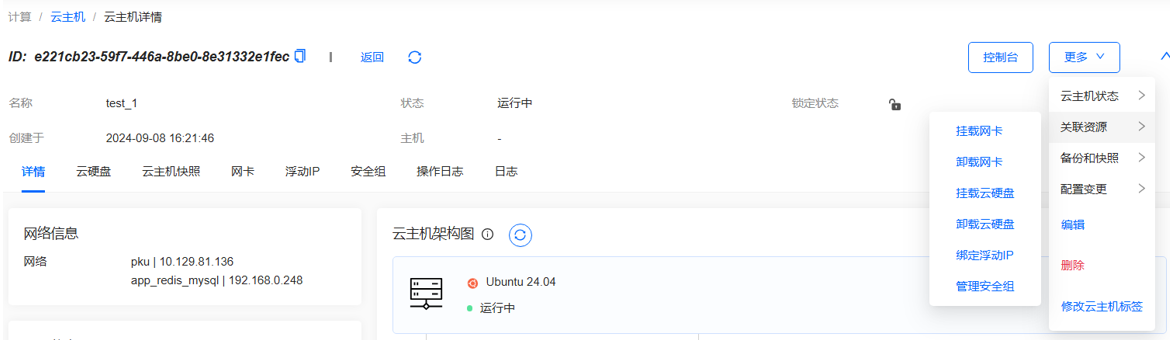 计算 / 云主机 / 云主机详情
ID: e221cb23-59f7-446a-8be0-8e31332e1fec | 返回 控制台 更多
名称 test_1 状态 运行中 锁定状态
创建于 2024-09-08 16:21:46 主机 -
详情 云硬盘 云主机快照 网卡 浮动IP 安全组 操作日志 日志
网络信息
网络 pku | 10.129.81.136
app_redis_mysql | 192.168.0.248
云主机架构图
Ubuntu 24.04
运行中
挂载网卡
卸载网卡
挂载云硬盘
卸载云硬盘
绑定浮动IP
管理安全组
云主机状态
关联资源
备份和快照
配置变更
编辑
删除
修改云主机标签